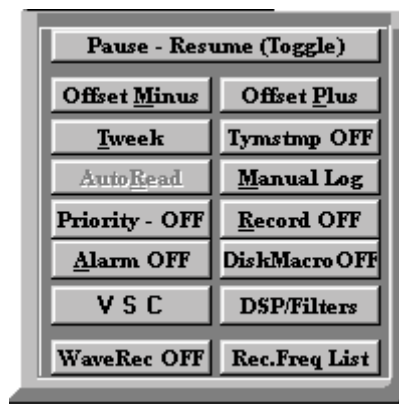 Pause - Resume (Toggle)
Offset Minus Offset Plus
Tweek Tymstmp OFF
AutoRead Manual Log
Priority - OFF Record OFF
Alarm OFF DiskMacro OFF
V S C DSP/Filters
WaveRec OFF Rec.Freq List